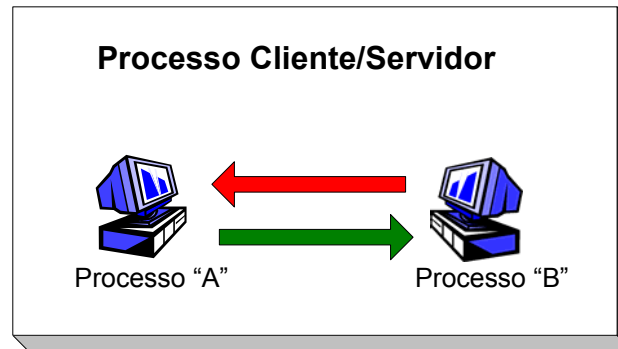 Processo Cliente/Servidor
Processo “A”
Processo “B”